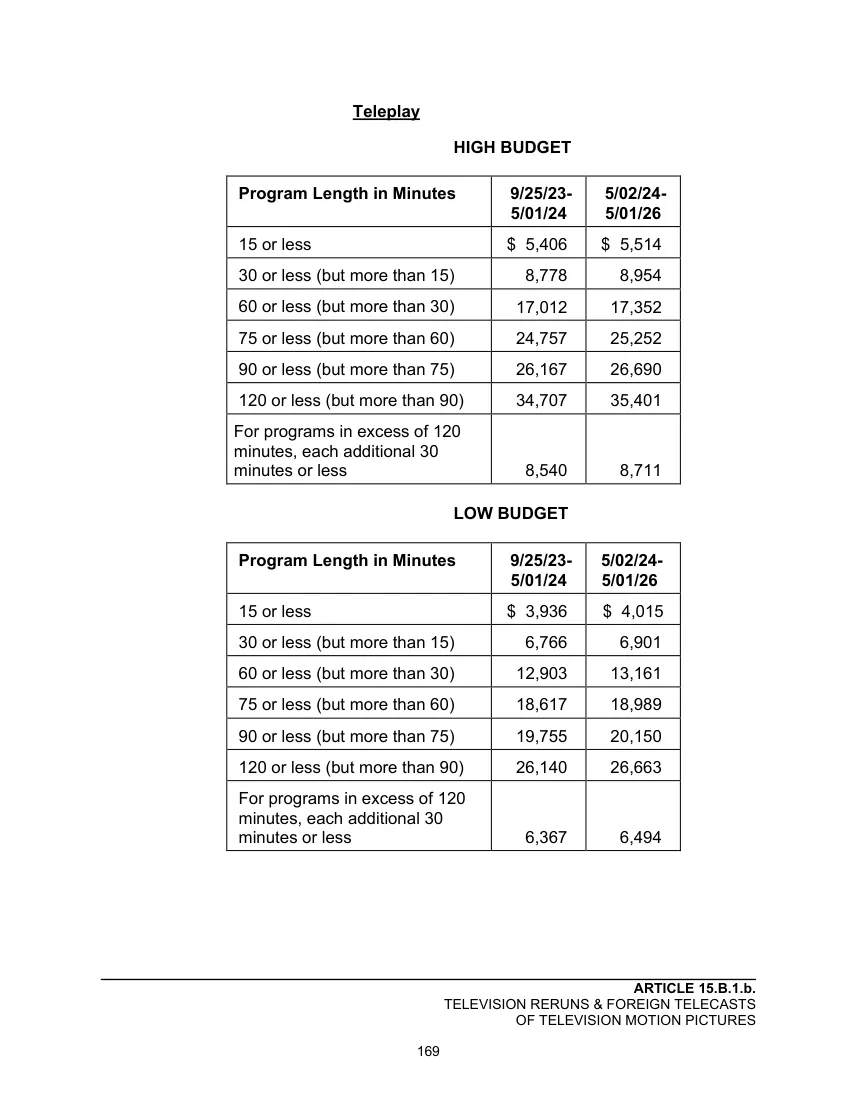 Teleplay
HIGH BUDGET
Program Length in Minutes 9/25/23- 5/02/24-
5/01/24 5/01/26
15 or less $ 5,406 $ 5,514
30 or less (but more than 15) 8,778 8,954
60 or less (but more than 30) 17,012 17,352
75 or less (but more than 60) 24,757 25,252
90 or less (but more than 75) 26,167 26,690
120 or less (but more than 90) 34,707 35,401
For programs in excess of 120
minutes, each additional 30
minutes or less 8,540 8,711
LOW BUDGET
Program Length in Minutes 9/25/23- 5/02/24-
5/01/24 5/01/26
15 or less $ 3,936 $ 4,015
30 or less (but more than 15) 6,766 6,901
60 or less (but more than 30) 12,903 13,161
75 or less (but more than 60) 18,617 18,989
90 or less (but more than 75) 19,755 20,150
120 or less (but more than 90) 26,140 26,663
For programs in excess of 120
minutes, each additional 30
minutes or less 6,367 6,494
ARTICLE 15.B.1.b.
TELEVISION RERUNS & FOREIGN TELECASTS
OF TELEVISION MOTION PICTURES
169